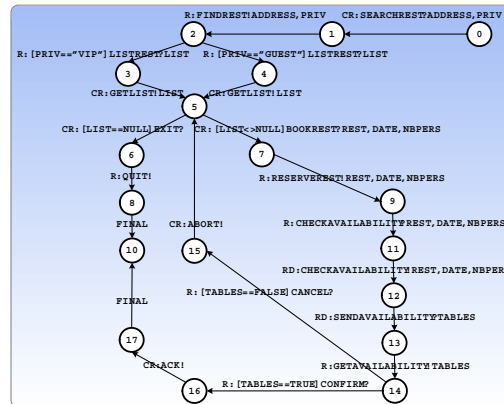 R:FINDREST!ADDRESS,PRIV
CR:SEARCHREST?ADDRESS,PRIV
2
1
0
R:[PRIV=="VIP"]LISTREST?LIST
R:[PRIV=="GUEST"]LISTREST?LIST
3
4
CR:GETLIST!LIST
CR:GETLIST!LIST
5
CR:[LIST==NULL]EXIT?
CR:[LIST<>NULL]BOOKREST?REST,DATE,NBPERS
6
7
R:QUIT!
R:RESERVEREST!REST,DATE,NBPERS
8
9
FINAL
CR:ABORT!
R:CHECKAVAILABILITY?REST,DATE,NBPERS
10
15
11
RD:CHECKAVAILABILITY!REST,DATE,NBPERS
R:[TABLES==FALSE]CANCEL?
12
FINAL
RD:SENDAVAILABILITY?TABLES
17
13
CR:ACK!
R:GETAVAILABILITY!TABLES
16
R:[TABLES==TRUE]CONFIRM?
14